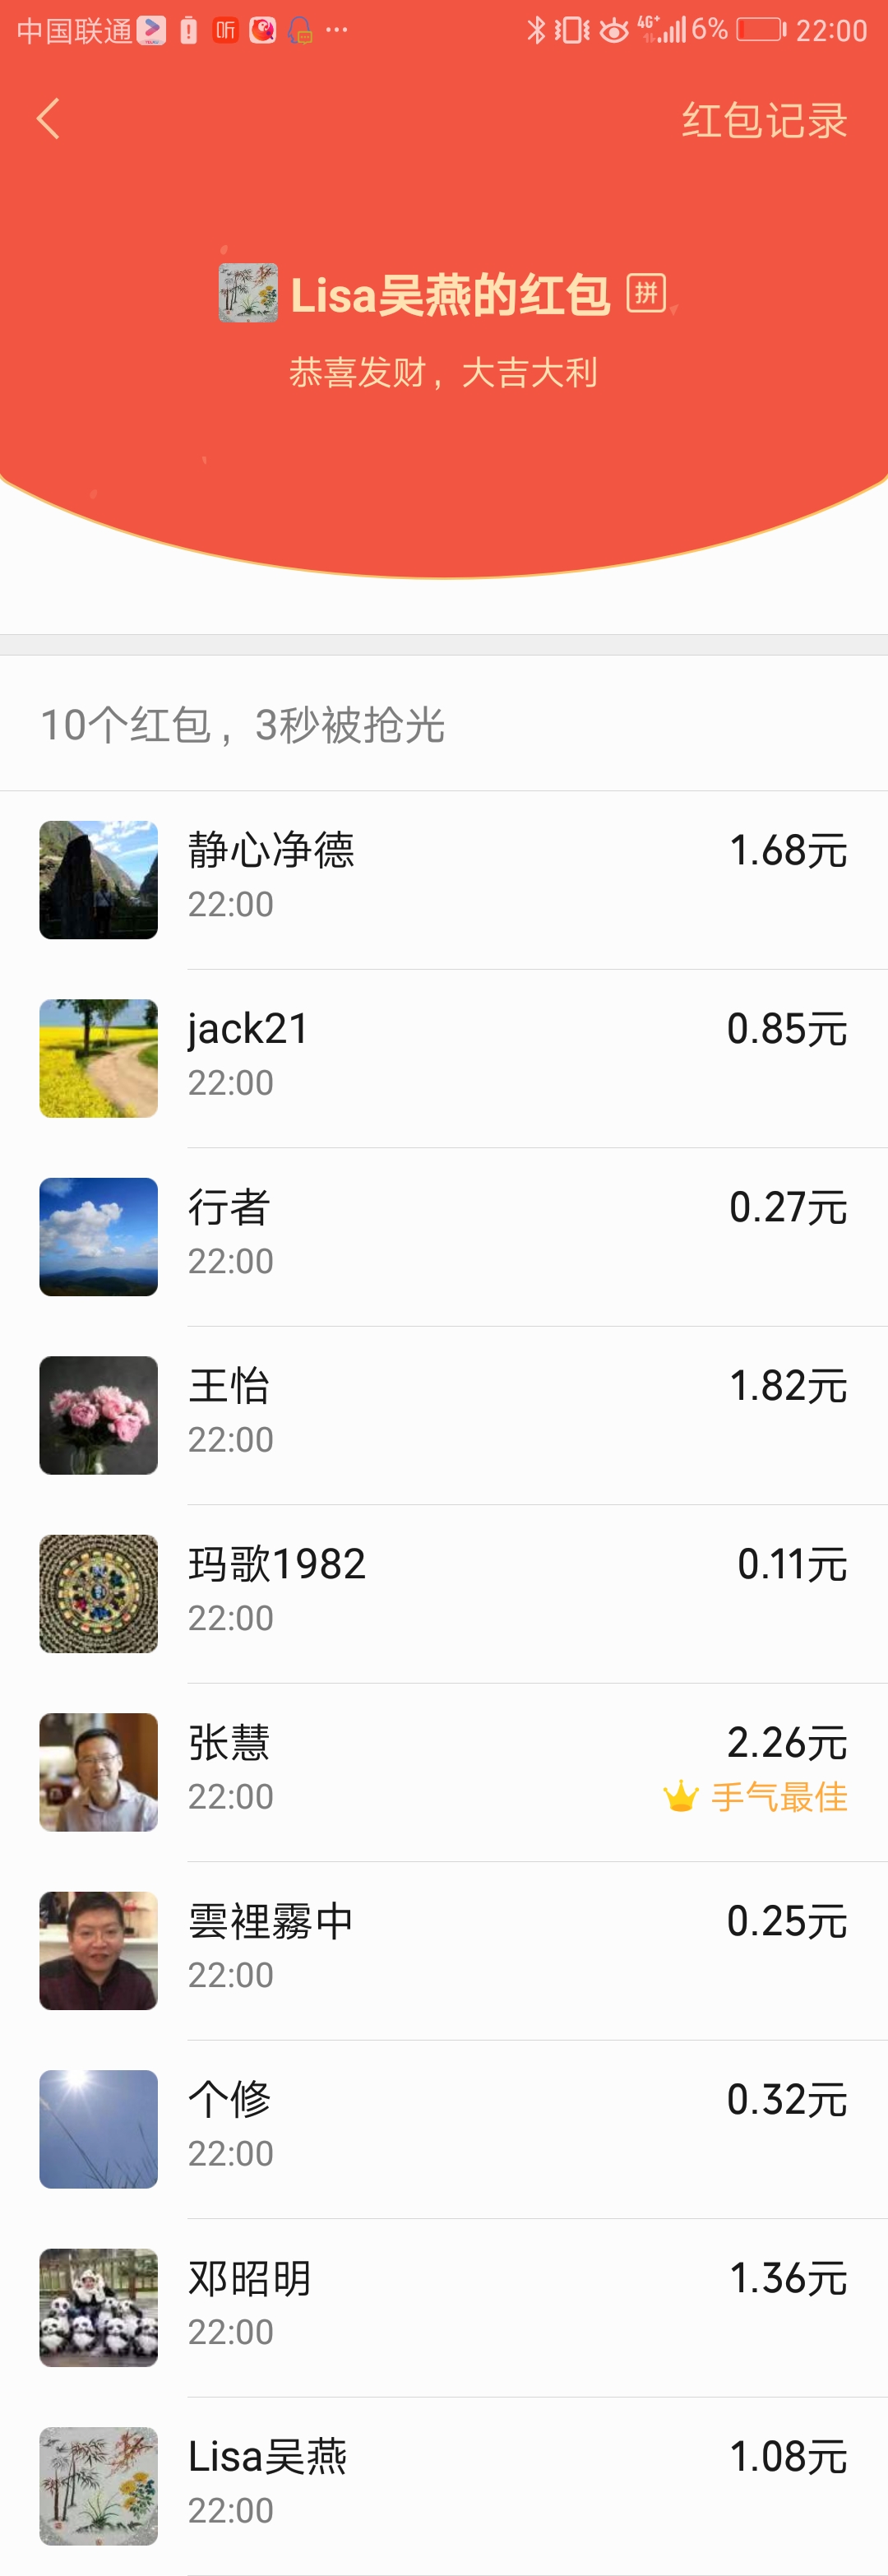 中国联通 听 ... 4G+ 6% 22:00
红包记录
Lisa吴燕的红包 拼
恭喜发财，大吉大利
10个红包，3秒被抢光
静心净德 1.68元
22:00
jack21 0.85元
22:00
行者 0.27元
22:00
王怡 1.82元
22:00
玛歌1982 0.11元
22:00
张慧 2.26元
22:00 手气最佳
雲裡霧中 0.25元
22:00
个修 0.32元
22:00
邓昭明 1.36元
22:00
Lisa吴燕 1.08元
22:00